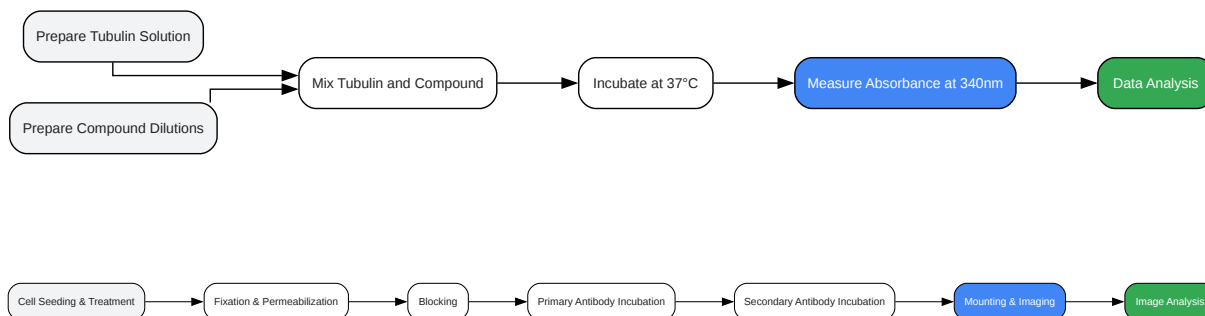 Prepare Tubulin Solution
Prepare Compound Dilutions
Mix Tubulin and Compound
Incubate at 37°C
Measure Absorbance at 340nm
Data Analysis
Cell Seeding & Treatment
Fixation & Permeabilization
Blocking
Primary Antibody Incubation
Secondary Antibody Incubation
Mounting & Imaging
Image Analysis